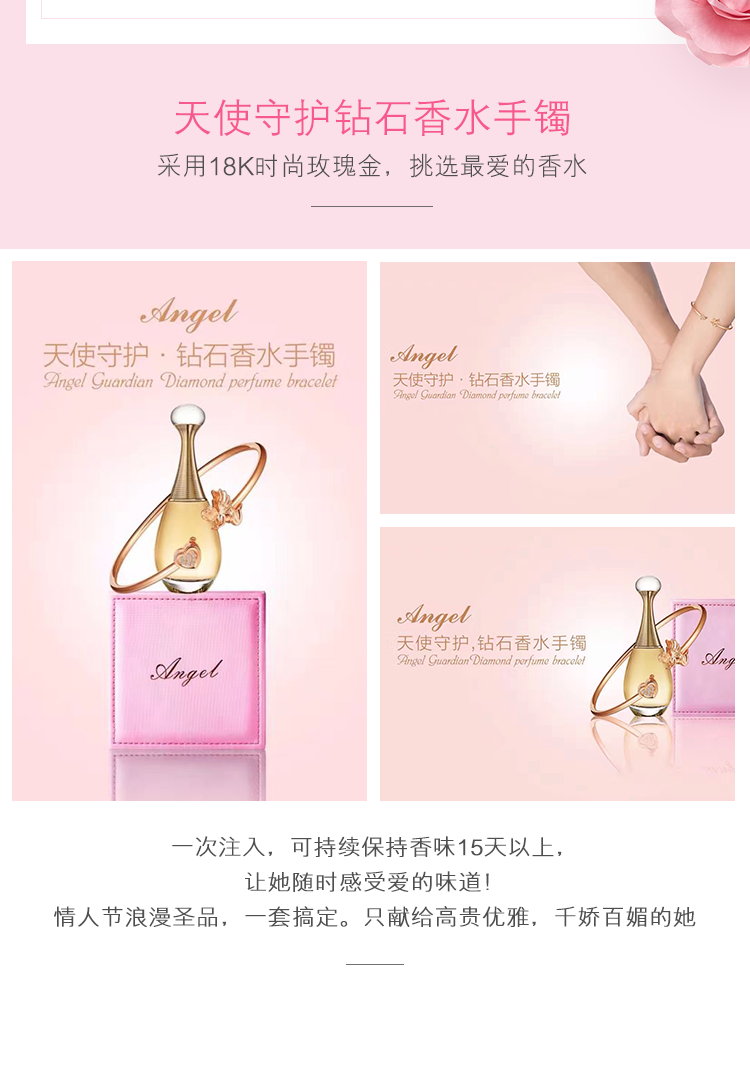 天使守护钻石香水手镯
采用18K时尚玫瑰金，挑选最爱的香水
Angel
天使守护·钻石香水手镯
Angel Guardian Diamond perfume bracelet
Angel
Angel
天使守护·钻石香水手镯
Angel Guardian Diamond perfume bracelet
Angel
天使守护,钻石香水手镯
Angel Guardian Diamond perfume bracelet
Ang
一次注入，可持续保持香味15天以上，
让她随时感受爱的味道!
情人节浪漫圣品，一套搞定。只献给高贵优雅，千娇百媚的她